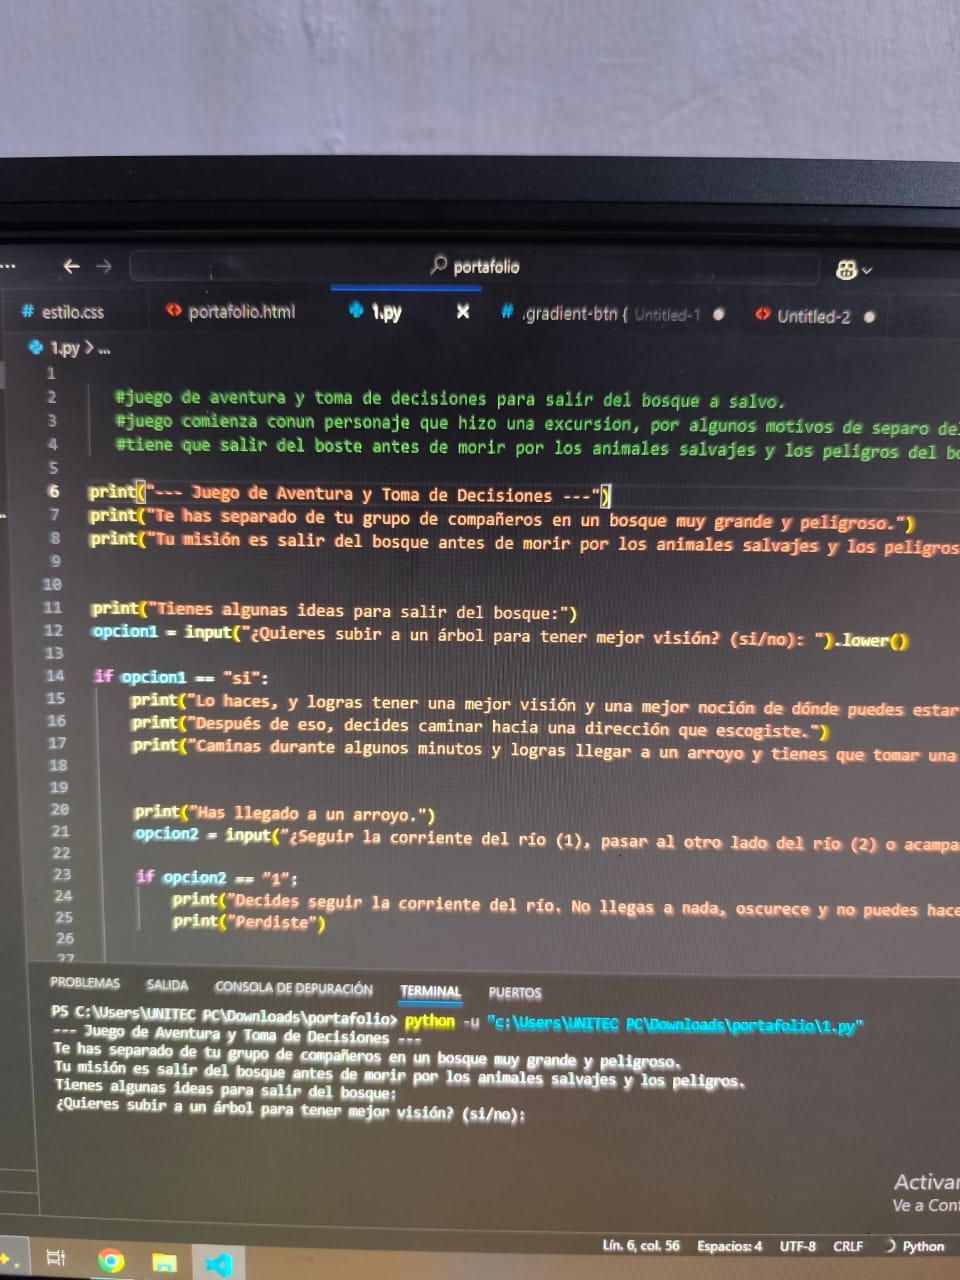 portafolio
estilo.css
portafolio.html
1.py
.gradient-btn { Untitled-1
Untitled-2
1.py > ...
1
2 #juego de aventura y toma de decisiones para salir del bosque a salvo.
3 #juego comienza conun personaje que hizo una excursion, por algunos motivos de separo de
4 #tiene que salir del boste antes de morir por los animales salvajes y los peligros del bo
5
6 print("--- Juego de Aventura y Toma de Decisiones ---")
7 print("Te has separado de tu grupo de compañeros en un bosque muy grande y peligroso.")
8 print("Tu misión es salir del bosque antes de morir por los animales salvajes y los peligros
9
10
11 print("Tienes algunas ideas para salir del bosque:")
12 opcion1 = input("¿Quieres subir a un árbol para tener mejor visión? (si/no): ").lower()
13
14 if opcion1 == "si":
15 print("Lo haces, y logras tener una mejor visión y una mejor noción de dónde puedes estar
16 print("Después de eso, decides caminar hacia una dirección que escogiste.")
17 print("Caminas durante algunos minutos y logras llegar a un arroyo y tienes que tomar una
18
19
20 print("Has llegado a un arroyo.")
21 opcion2 = input("¿Seguir la corriente del río (1), pasar al otro lado del río (2) o acampa
22
23 if opcion2 == "1":
24 print("Decides seguir la corriente del río. No llegas a nada, oscurece y no puedes hace
25 print("Perdiste")
26
27
PROBLEMAS SALIDA CONSOLA DE DEPURACIÓN TERMINAL PUERTOS
PS C:\Users\UNITEC PC\Downloads\portafolio> python -u "c:\Users\UNITEC PC\Downloads\portafolio\1.py"
--- Juego de Aventura y Toma de Decisiones ---
Te has separado de tu grupo de compañeros en un bosque muy grande y peligroso.
Tu misión es salir del bosque antes de morir por los animales salvajes y los peligros.
Tienes algunas ideas para salir del bosque:
¿Quieres subir a un árbol para tener mejor visión? (si/no):
Activa
Ve a Con
Lín. 6, col. 56 Espacios: 4 UTF-8 CRLF Python